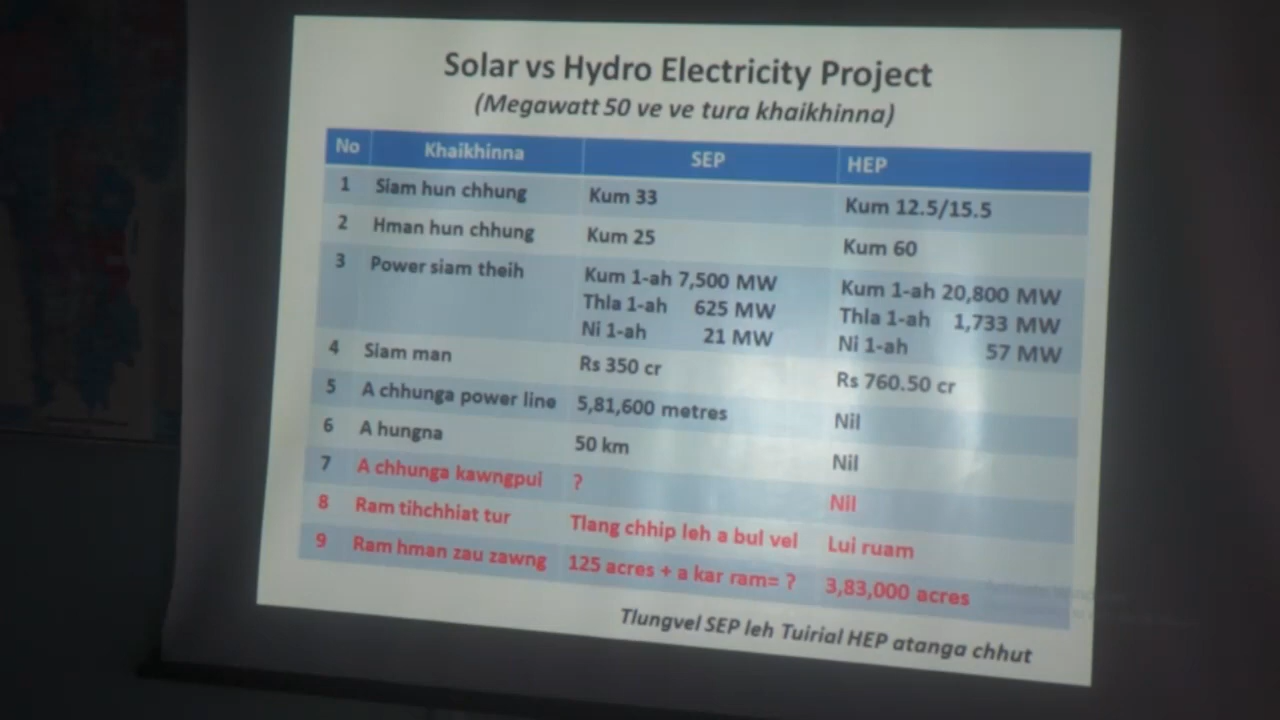 Solar vs Hydro Electricity Project
(Megawatt 50 ve ve tura khaikhinna)
No Khaikhinna SEP HEP
1 Siam hun chhung Kum 33 Kum 12.5/15.5
2 Hman hun chhung Kum 25 Kum 60
3 Power siam theih Kum 1-ah 7,500 MW Kum 1-ah 20,800 MW
Thla 1-ah 625 MW Thla 1-ah 1,733 MW
Ni 1-ah 21 MW Ni 1-ah 57 MW
4 Siam man Rs 350 cr Rs 760.50 cr
5 A chhunga power line 5,81,600 metres Nil
6 A hungna 50 km Nil
7 A chhunga kawngpui ? Nil
8 Ram tihchhiat tur Tlang chhip leh a bul vel Lui ruam
9 Ram hman zau zawng 125 acres + a kar ram= ? 3,83,000 acres
Tlungvel SEP leh Tuirial HEP atanga chhut